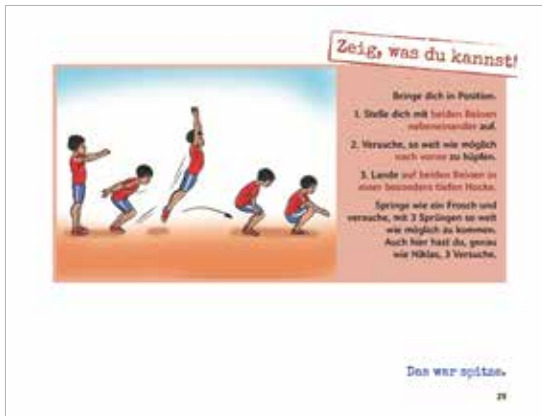 Zeig, was du kannst!
Bringe dich in Position.
1. Stelle dich mit beiden Beinen
nebeneinander auf.
2. Versuche, so weit wie möglich
nach vorne zu hüpfen.
3. Lande auf beiden Beinen in
einer besonders tiefen Hocke.
Springe wie ein Frosch und
versuche, mit 3 Sprüngen so weit
wie möglich zu kommen.
Auch hier hast du, genau
wie Niklas, 3 Versuche.
Das war spitze.